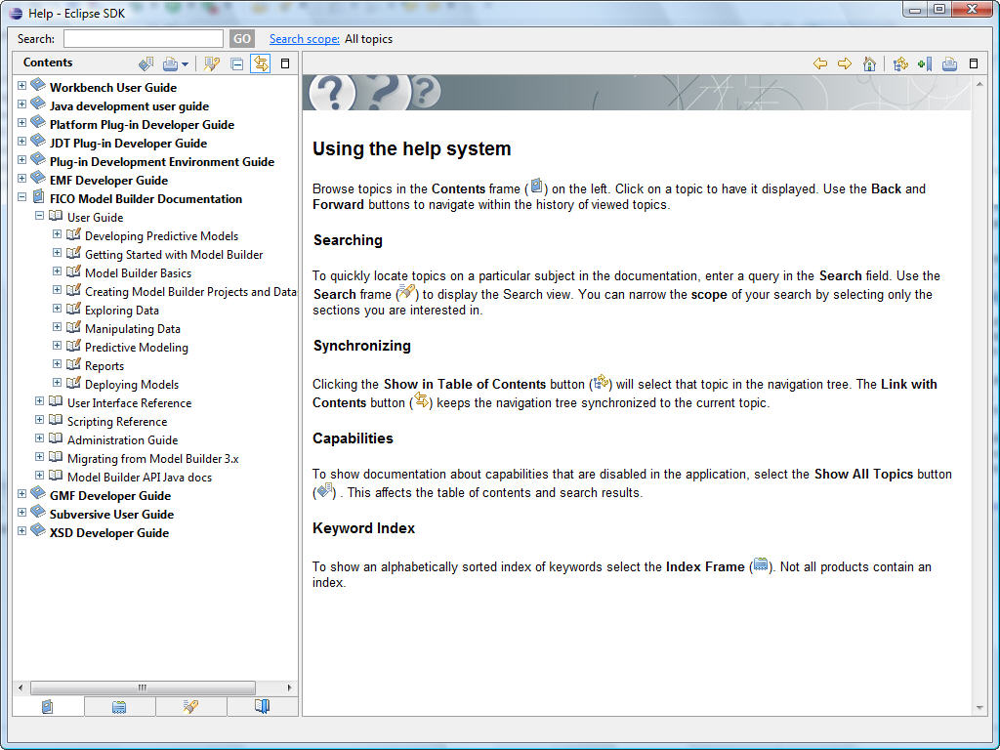 Help - Eclipse SDK
Search:
GO
Search scope: All topics
Contents
Workbench User Guide
Java development user guide
Platform Plug-in Developer Guide
JDT Plug-in Developer Guide
Plug-in Development Environment Guide
EMF Developer Guide
FICO Model Builder Documentation
User Guide
Developing Predictive Models
Getting Started with Model Builder
Model Builder Basics
Creating Model Builder Projects and Data
Exploring Data
Manipulating Data
Predictive Modeling
Reports
Deploying Models
User Interface Reference
Scripting Reference
Administration Guide
Migrating from Model Builder 3.x
Model Builder API Java docs
GMF Developer Guide
Subversive User Guide
XSD Developer Guide
? ? ?
Using the help system
Browse topics in the Contents frame ( ) on the left. Click on a topic to have it displayed. Use the Back and
Forward buttons to navigate within the history of viewed topics.
Searching
To quickly locate topics on a particular subject in the documentation, enter a query in the Search field. Use the
Search frame ( ) to display the Search view. You can narrow the scope of your search by selecting only the
sections you are interested in.
Synchronizing
Clicking the Show in Table of Contents button ( ) will select that topic in the navigation tree. The Link with
Contents button ( ) keeps the navigation tree synchronized to the current topic.
Capabilities
To show documentation about capabilities that are disabled in the application, select the Show All Topics button
( ) . This affects the table of contents and search results.
Keyword Index
To show an alphabetically sorted index of keywords select the Index Frame ( ). Not all products contain an
index.